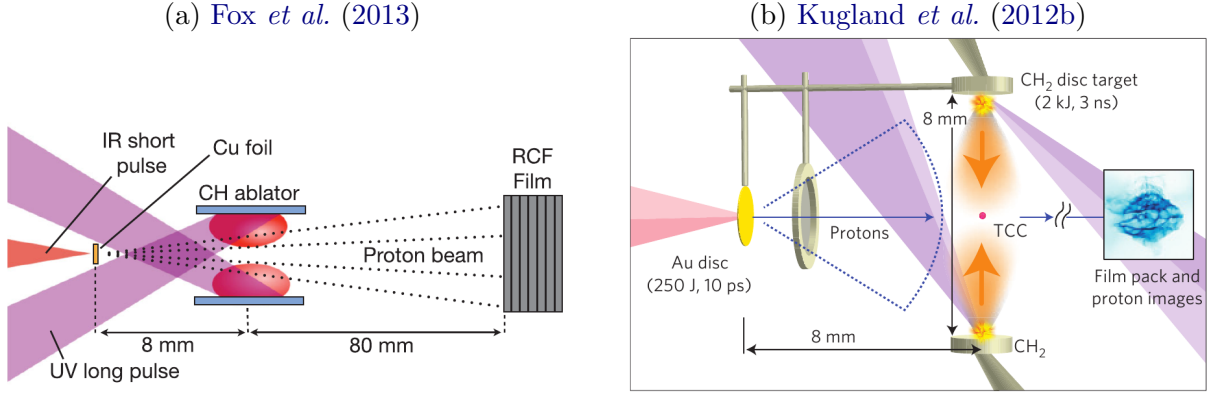 (a) Fox et al. (2013)
IR short
pulse
Cu foil
CH ablator
RCF
Film
Proton beam
8 mm
80 mm
UV long pulse
(b) Kugland et al. (2012b)
CH₂ disc target
(2 kJ, 3 ns)
8 mm
Protons
TCC
Au disc
(250 J, 10 ps)
Film pack and
proton images
8 mm
CH₂